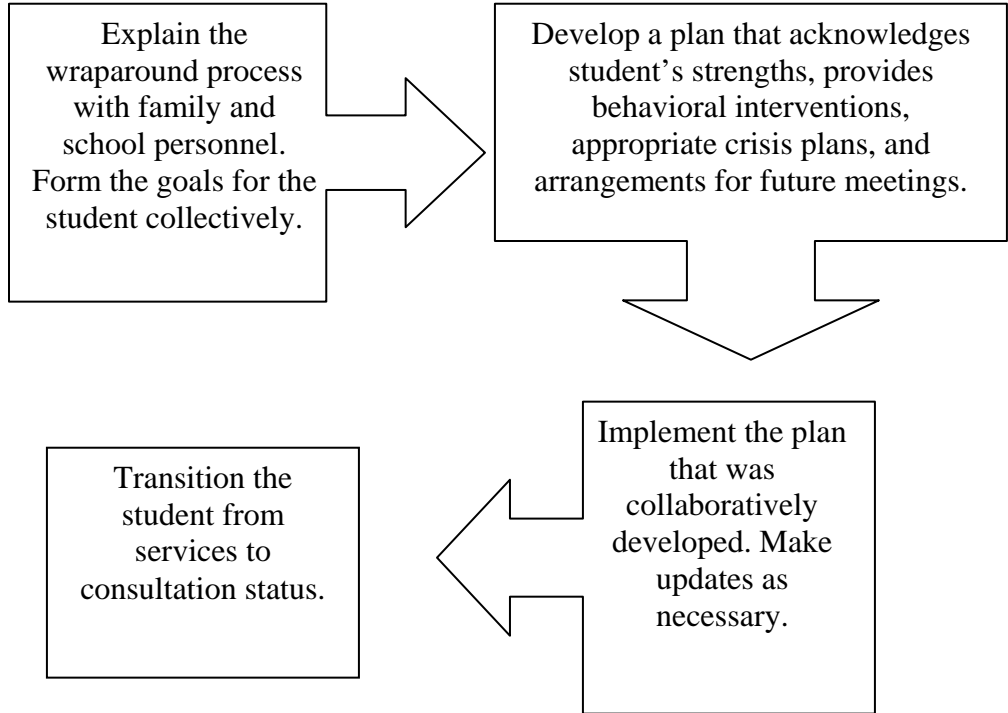 Explain the
wraparound process
with family and
school personnel.
Form the goals for the
student collectively.
Develop a plan that acknowledges
student’s strengths, provides
behavioral interventions,
appropriate crisis plans, and
arrangements for future meetings.
Implement the plan
that was
collaboratively
developed. Make
updates as
necessary.
Transition the
student from
services to
consultation status.